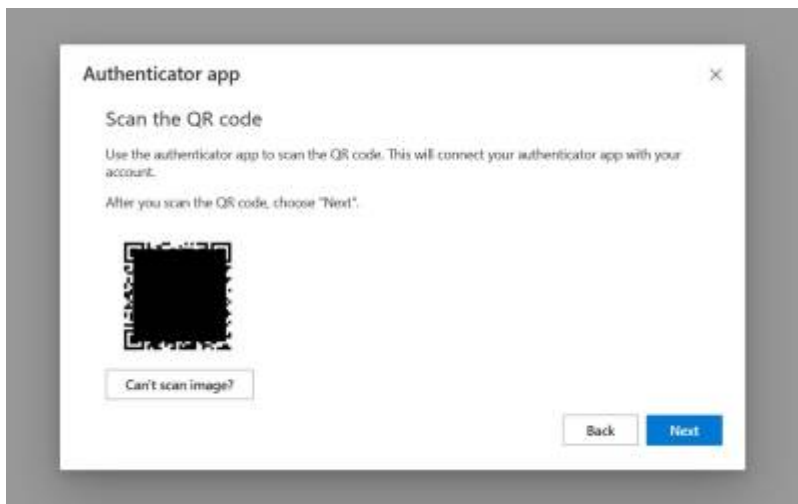 Authenticator app
Scan the QR code
Use the authenticator app to scan the QR code. This will connect your authenticator app with your
account.
After you scan the QR code, choose "Next".
Can't scan image?
Back
Next